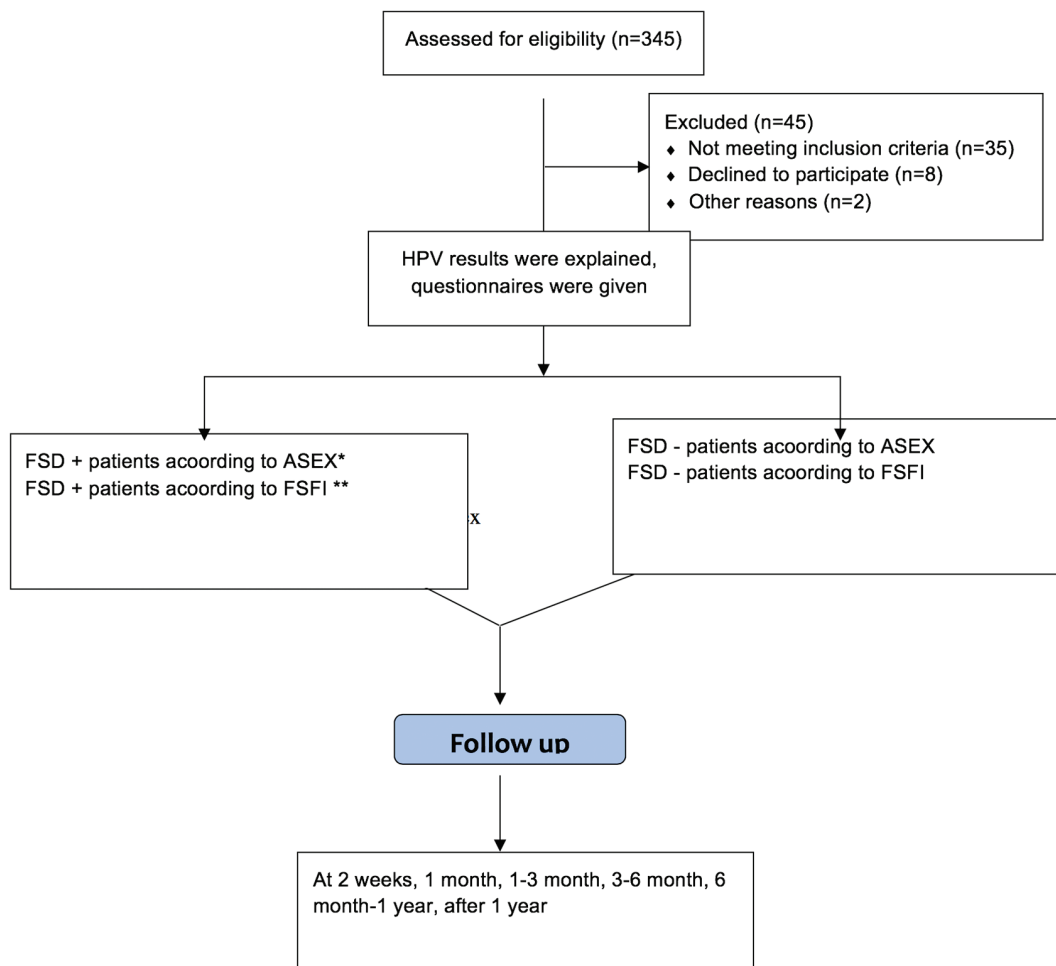 Assessed for eligibility (n=345)
Excluded (n=45)
♦ Not meeting inclusion criteria (n=35)
♦ Declined to participate (n=8)
♦ Other reasons (n=2)
HPV results were explained,
questionnaires were given
FSD + patients acoording to ASEX*
FSD + patients acoording to FSFI **
FSD - patients acoording to ASEX
FSD - patients acoording to FSFI
x
Follow up
At 2 weeks, 1 month, 1-3 month, 3-6 month, 6
month-1 year, after 1 year